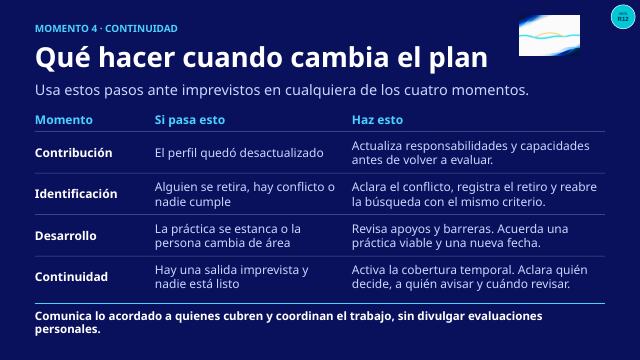 MOMENTO 4 · CONTINUIDAD
R12
Qué hacer cuando cambia el plan
Usa estos pasos ante imprevistos en cualquiera de los cuatro momentos.
Momento Si pasa esto Haz esto
Contribución El perfil quedó desactualizado Actualiza responsabilidades y capacidades
antes de volver a evaluar.
Identificación Alguien se retira, hay conflicto o Aclara el conflicto, registra el retiro y reabre
nadie cumple la búsqueda con el mismo criterio.
Desarrollo La práctica se estanca o la Revisa apoyos y barreras. Acuerda una
persona cambia de área práctica viable y una nueva fecha.
Continuidad Hay una salida imprevista y Activa la cobertura temporal. Aclara quién
nadie está listo decide, a quién avisar y cuándo revisar.
Comunica lo acordado a quienes cubren y coordinan el trabajo, sin divulgar evaluaciones
personales.